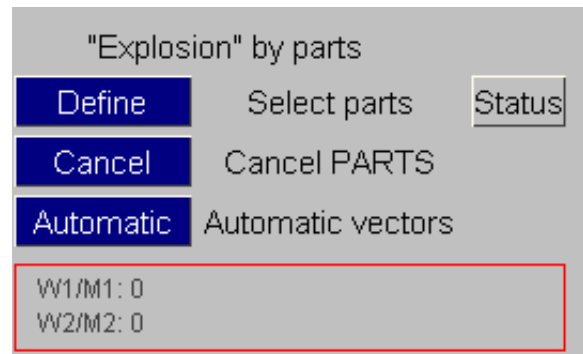 "Explosion" by parts
Define Select parts Status
Cancel Cancel PARTS
Automatic Automatic vectors
W1/M1: 0
W2/M2: 0